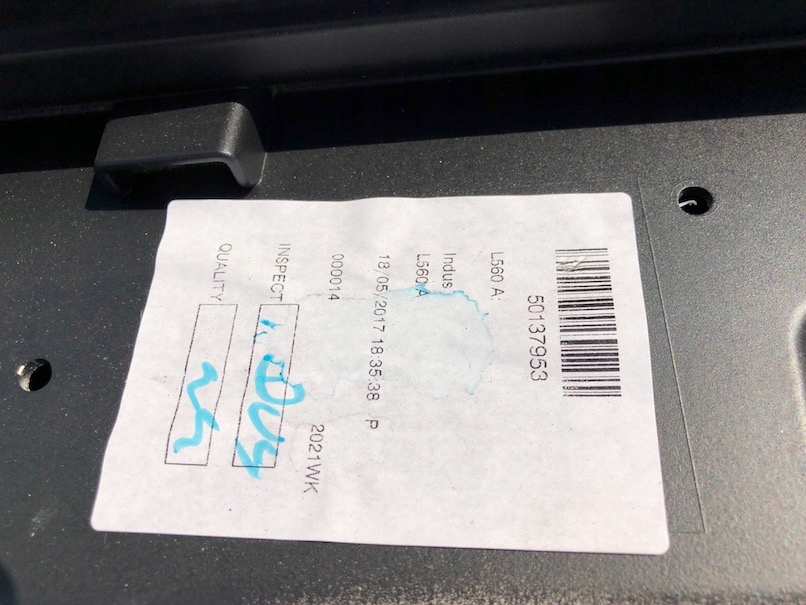 50137953
L560 A:
Indus
L560 A
18/05/2017 18:35:38 P
000014 2021WK
INSPECT
QUALITY